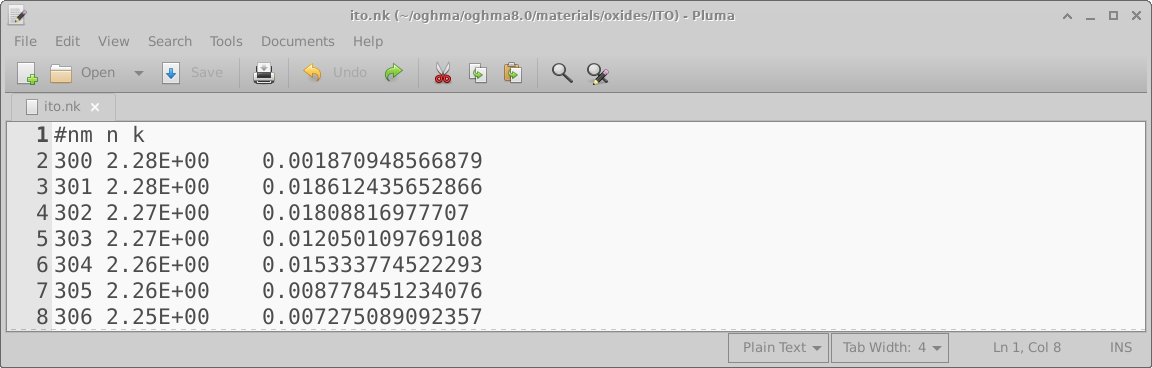 ito.nk (~/oghma/oghma8.0/materials/oxides/ITO) - Pluma
File Edit View Search Tools Documents Help
Open Save Undo
ito.nk
1 #nm n k
2 300 2.28E+00 0.001870948566879
3 301 2.28E+00 0.018612435652866
4 302 2.27E+00 0.01808816977707
5 303 2.27E+00 0.012050109769108
6 304 2.26E+00 0.015333774522293
7 305 2.26E+00 0.008778451234076
8 306 2.25E+00 0.007275089092357
Plain Text Tab Width: 4 Ln 1, Col 8 INS